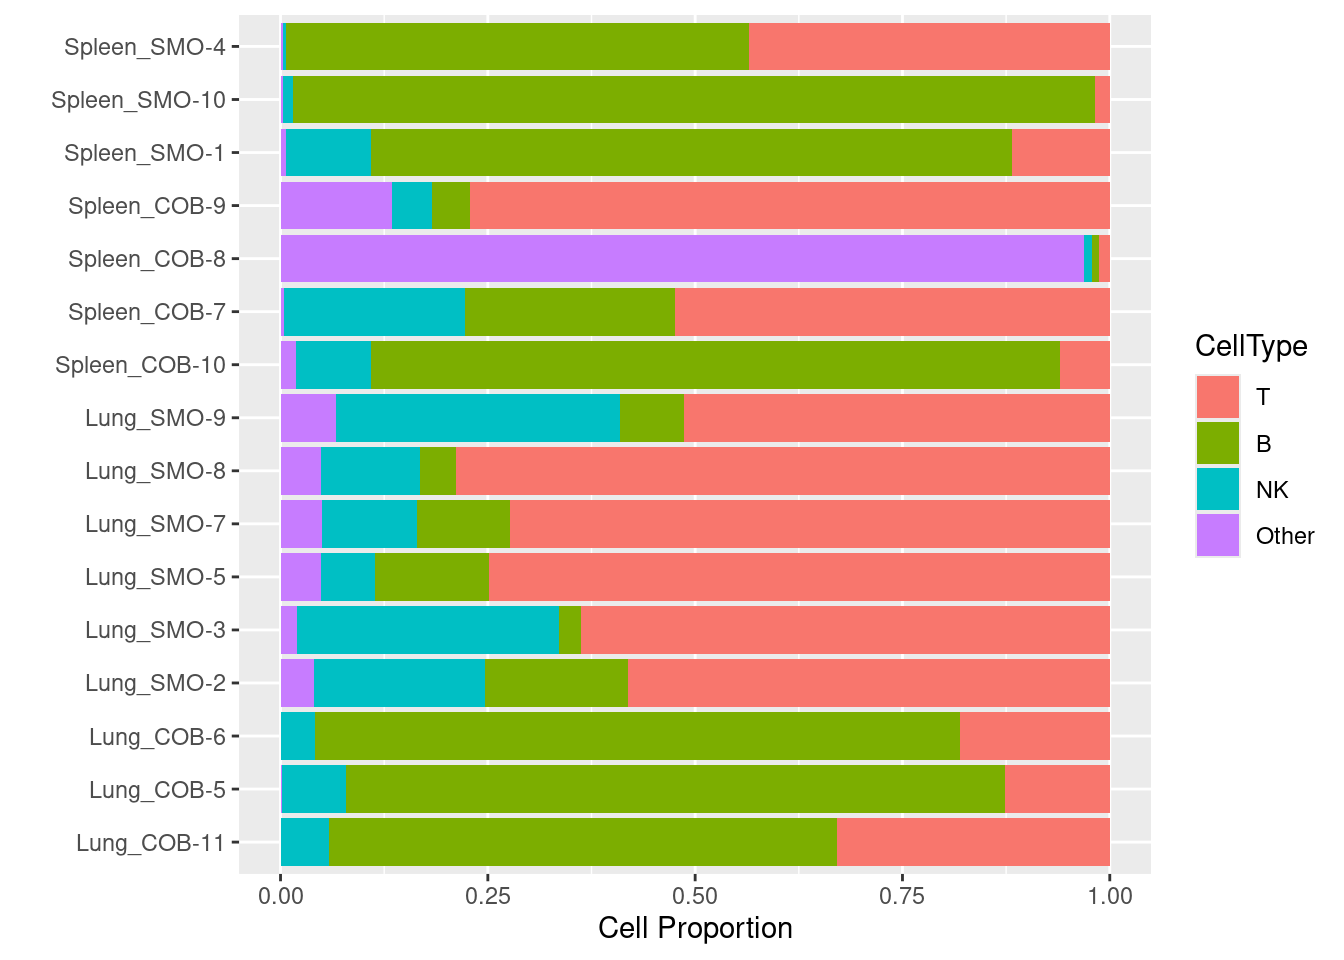 Spleen_SMO-4
Spleen_SMO-10
Spleen_SMO-1
Spleen_COB-9
Spleen_COB-8
Spleen_COB-7
Spleen_COB-10
Lung_SMO-9
Lung_SMO-8
Lung_SMO-7
Lung_SMO-5
Lung_SMO-3
Lung_SMO-2
Lung_COB-6
Lung_COB-5
Lung_COB-11
0.00 0.25 0.50 0.75 1.00
Cell Proportion
CellType
T
B
NK
Other